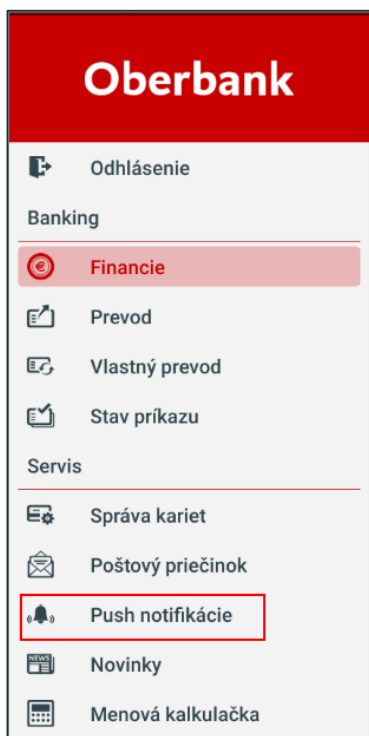 Oberbank
Odhlásenie
Banking
Financie
Prevod
Vlastný prevod
Stav príkazu
Servis
Správa kariet
Poštový priečinok
Push notifikácie
NEWS
Novinky
Menová kalkulačka